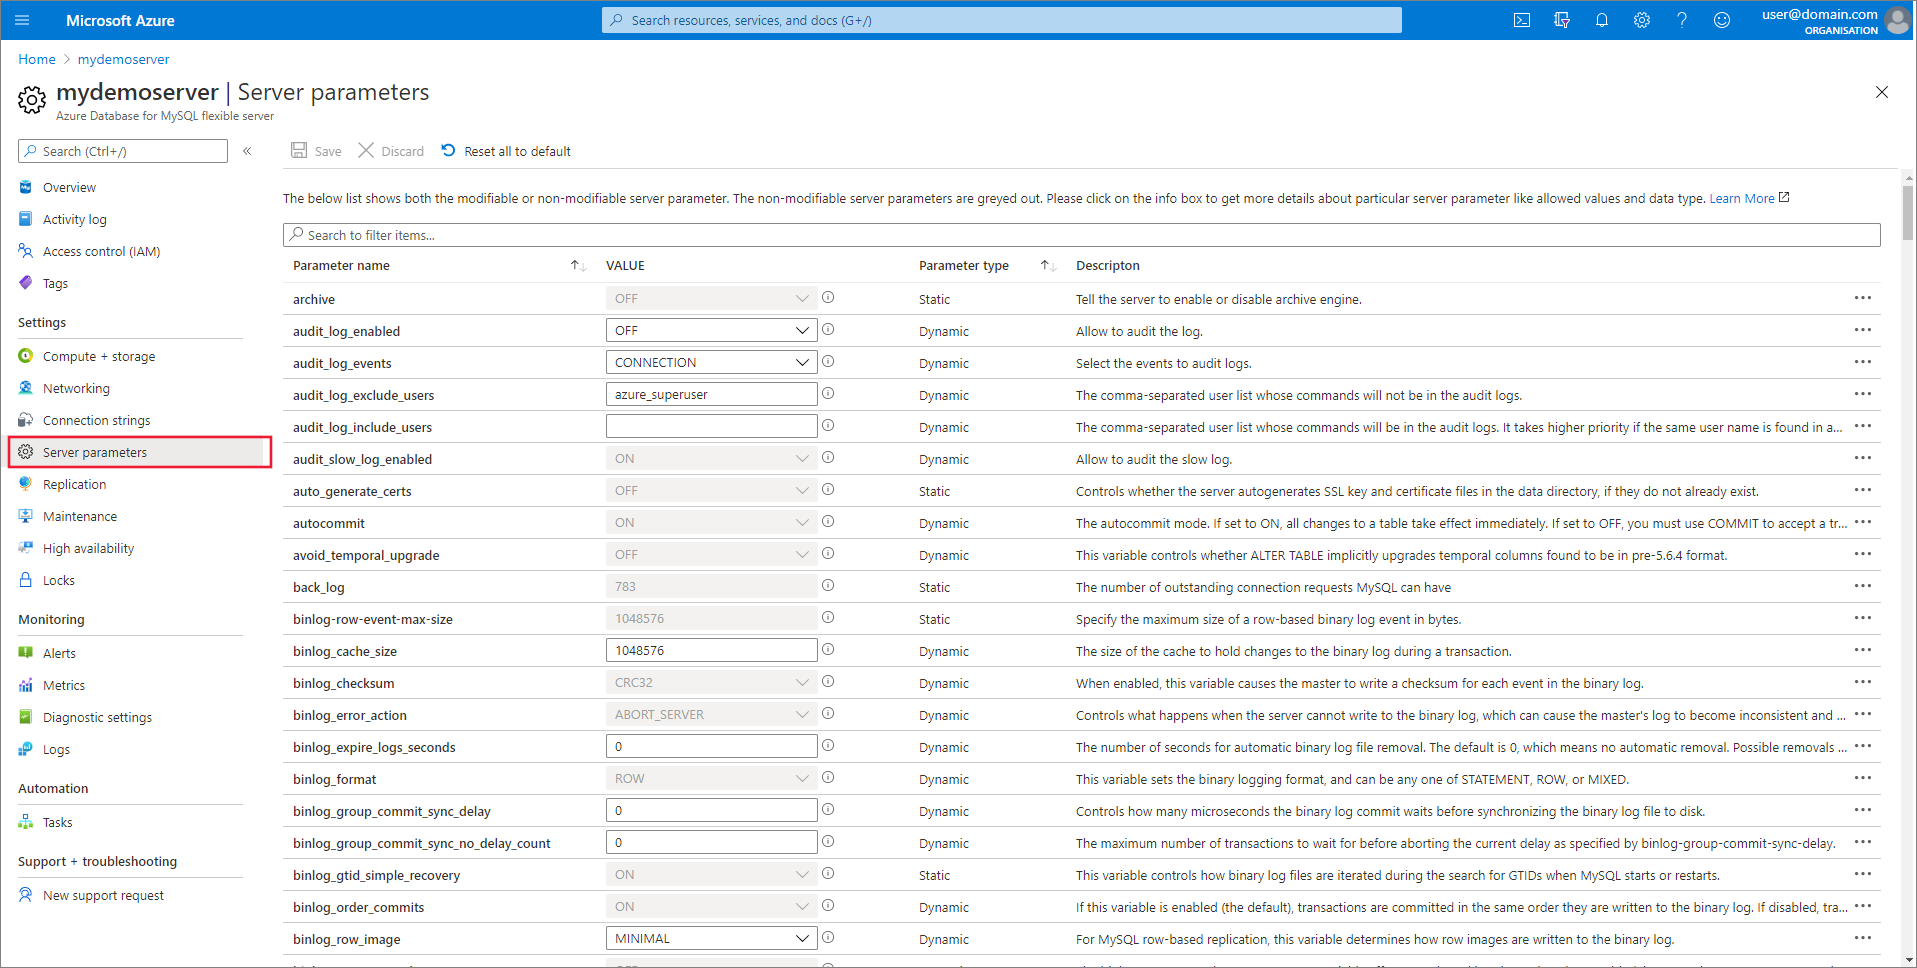 Microsoft Azure
Search resources, services, and docs (G+/)
user@domain.com
ORGANISATION
Home > mydemoserver
mydemoserver | Server parameters
Azure Database for MySQL flexible server
Search (Ctrl+/)
«
Overview
Activity log
Access control (IAM)
Tags
Settings
Compute + storage
Networking
Connection strings
Server parameters
Replication
Maintenance
High availability
Locks
Monitoring
Alerts
Metrics
Diagnostic settings
Logs
Automation
Tasks
Support + troubleshooting
New support request
Save Discard Reset all to default
The below list shows both the modifiable or non-modifiable server parameter. The non-modifiable server parameters are greyed out. Please click on the info box to get more details about particular server parameter like allowed values and data type. Learn More
Search to filter items...
Parameter name VALUE Parameter type Descripton
archive OFF Static Tell the server to enable or disable archive engine.
audit_log_enabled OFF Dynamic Allow to audit the log.
audit_log_events CONNECTION Dynamic Select the events to audit logs.
audit_log_exclude_users azure_superuser Dynamic The comma-separated user list whose commands will not be in the audit logs.
audit_log_include_users Dynamic The comma-separated user list whose commands will be in the audit logs. It takes higher priority if the same user name is found in a...
audit_slow_log_enabled ON Dynamic Allow to audit the slow log.
auto_generate_certs OFF Static Controls whether the server autogenerates SSL key and certificate files in the data directory, if they do not already exist.
autocommit ON Dynamic The autocommit mode. If set to ON, all changes to a table take effect immediately. If set to OFF, you must use COMMIT to accept a tr...
avoid_temporal_upgrade OFF Dynamic This variable controls whether ALTER TABLE implicitly upgrades temporal columns found to be in pre-5.6.4 format.
back_log 783 Static The number of outstanding connection requests MySQL can have
binlog-row-event-max-size 1048576 Static Specify the maximum size of a row-based binary log event in bytes.
binlog_cache_size 1048576 Dynamic The size of the cache to hold changes to the binary log during a transaction.
binlog_checksum CRC32 Dynamic When enabled, this variable causes the master to write a checksum for each event in the binary log.
binlog_error_action ABORT_SERVER Dynamic Controls what happens when the server cannot write to the binary log, which can cause the master's log to become inconsistent and ...
binlog_expire_logs_seconds 0 Dynamic The number of seconds for automatic binary log file removal. The default is 0, which means no automatic removal. Possible removals ...
binlog_format ROW Dynamic This variable sets the binary logging format, and can be any one of STATEMENT, ROW, or MIXED.
binlog_group_commit_sync_delay 0 Dynamic Controls how many microseconds the binary log commit waits before synchronizing the binary log file to disk.
binlog_group_commit_sync_no_delay_count 0 Dynamic The maximum number of transactions to wait for before aborting the current delay as specified by binlog-group-commit-sync-delay.
binlog_gtid_simple_recovery ON Static This variable controls how binary log files are iterated during the search for GTIDs when MySQL starts or restarts.
binlog_order_commits ON Dynamic If this variable is enabled (the default), transactions are committed in the same order they are written to the binary log. If disabled, tra...
binlog_row_image MINIMAL Dynamic For MySQL row-based replication, this variable determines how row images are written to the binary log.